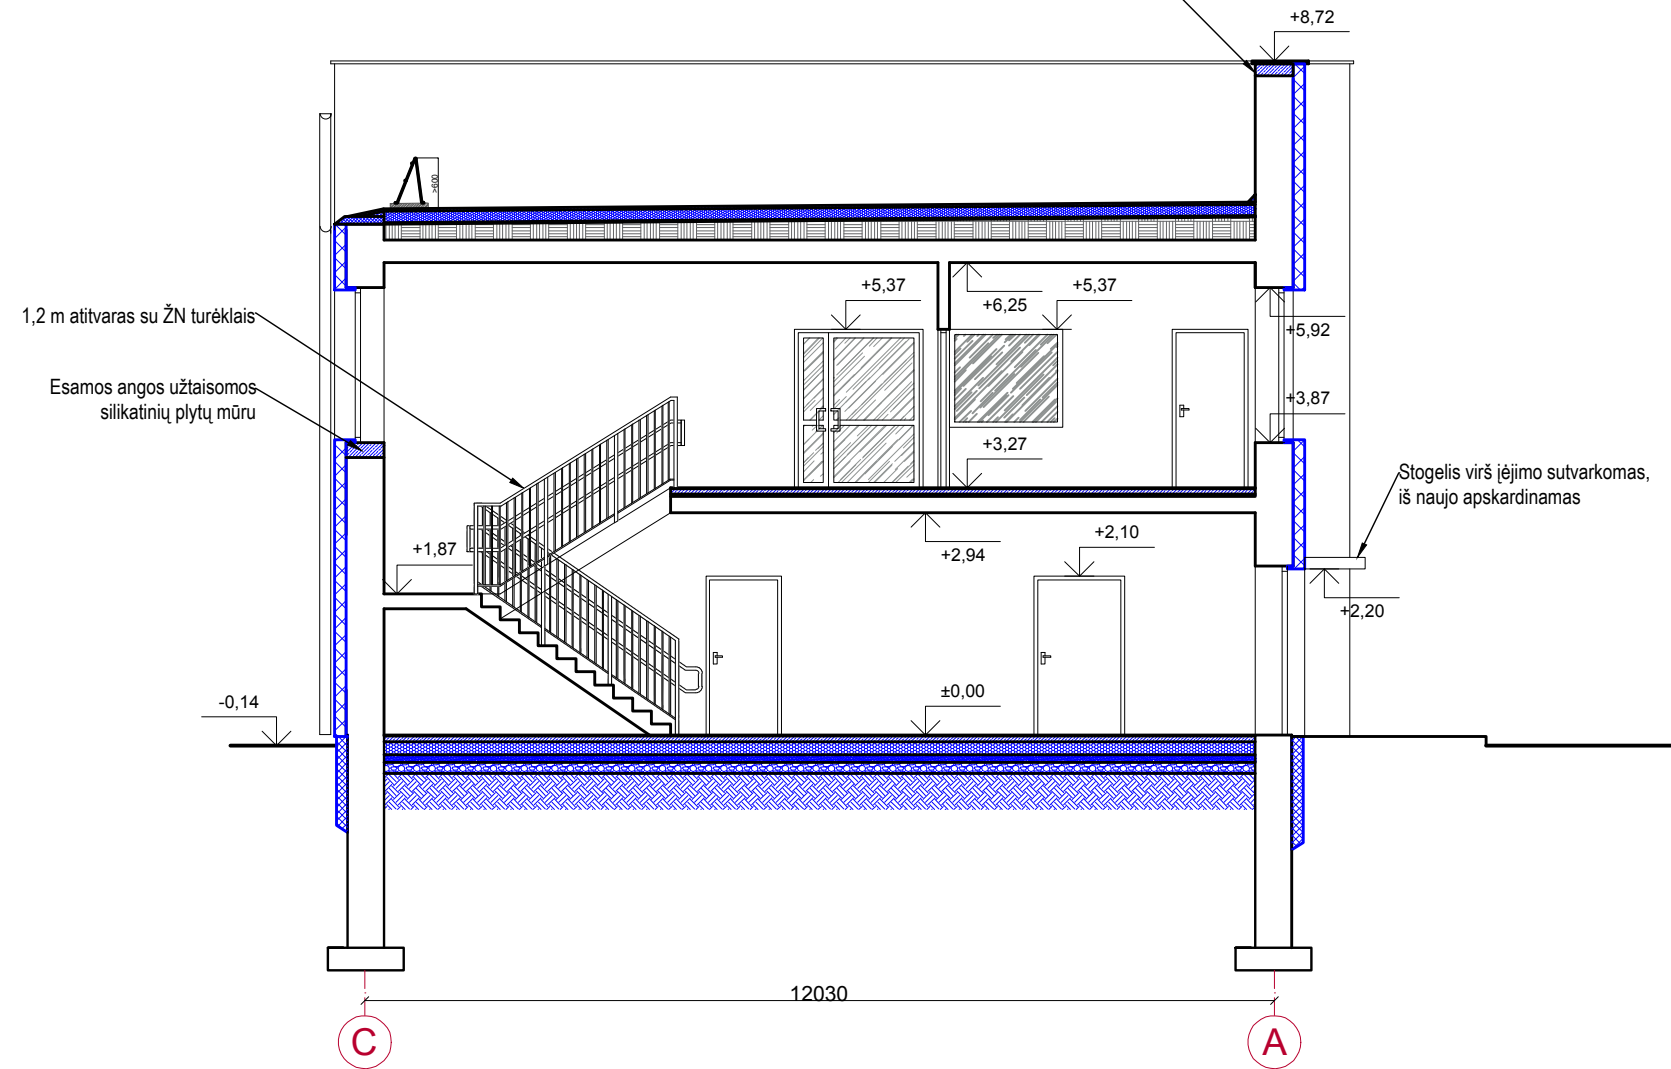 +8,72
>600
+5,37
+6,25
+5,37
1,2 m atitvaras su ŽN turėklais
+5,92
Esamos angos užtaisomos
silikatinių plytų mūru
+3,87
+3,27
Stogelis virš įėjimo sutvarkomas,
iš naujo apskardinamas
+1,87
+2,94
+2,10
+2,20
-0,14
±0,00
12030
C
A